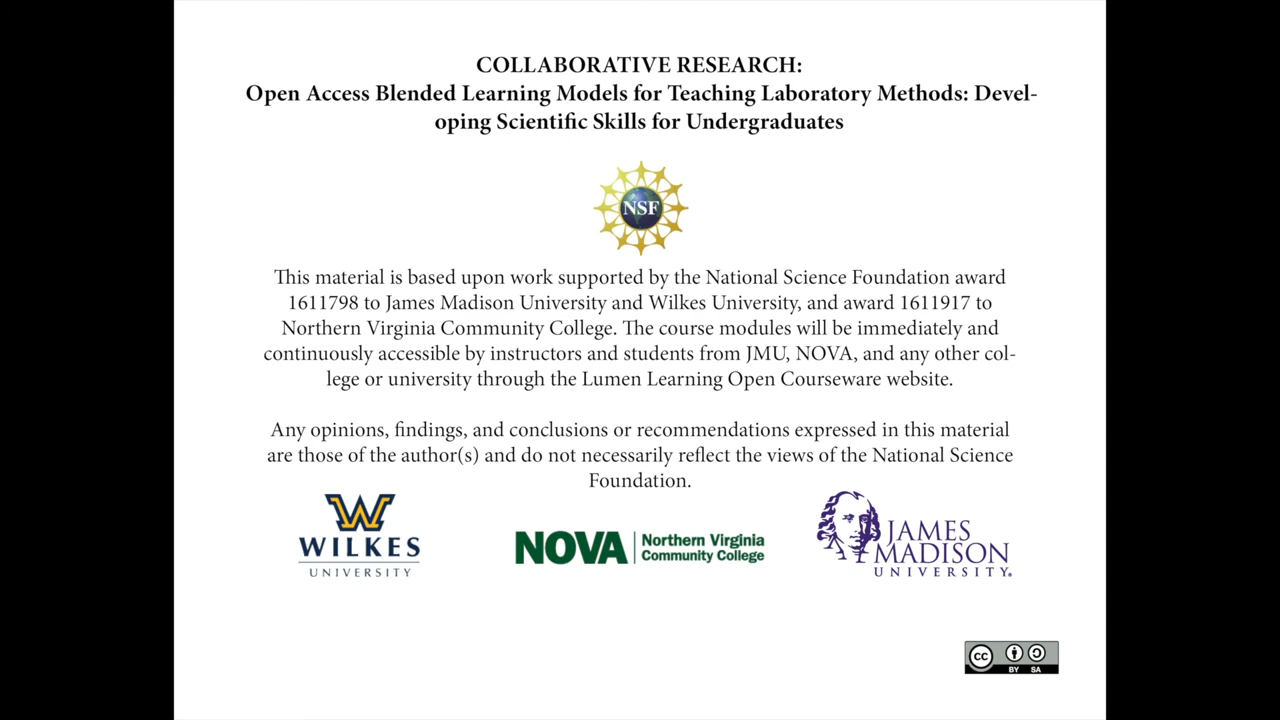 COLLABORATIVE RESEARCH:
Open Access Blended Learning Models for Teaching Laboratory Methods: Devel-
oping Scientific Skills for Undergraduates
NSF
This material is based upon work supported by the National Science Foundation award
1611798 to James Madison University and Wilkes University, and award 1611917 to
Northern Virginia Community College. The course modules will be immediately and
continuously accessible by instructors and students from JMU, NOVA, and any other col-
lege or university through the Lumen Learning Open Courseware website.
Any opinions, findings, and conclusions or recommendations expressed in this material
are those of the author(s) and do not necessarily reflect the views of the National Science
Foundation.
W
WILKES
UNIVERSITY
NOVA
Northern Virginia
Community College
JAMES
MADISON
UNIVERSITY.
cc
BY SA